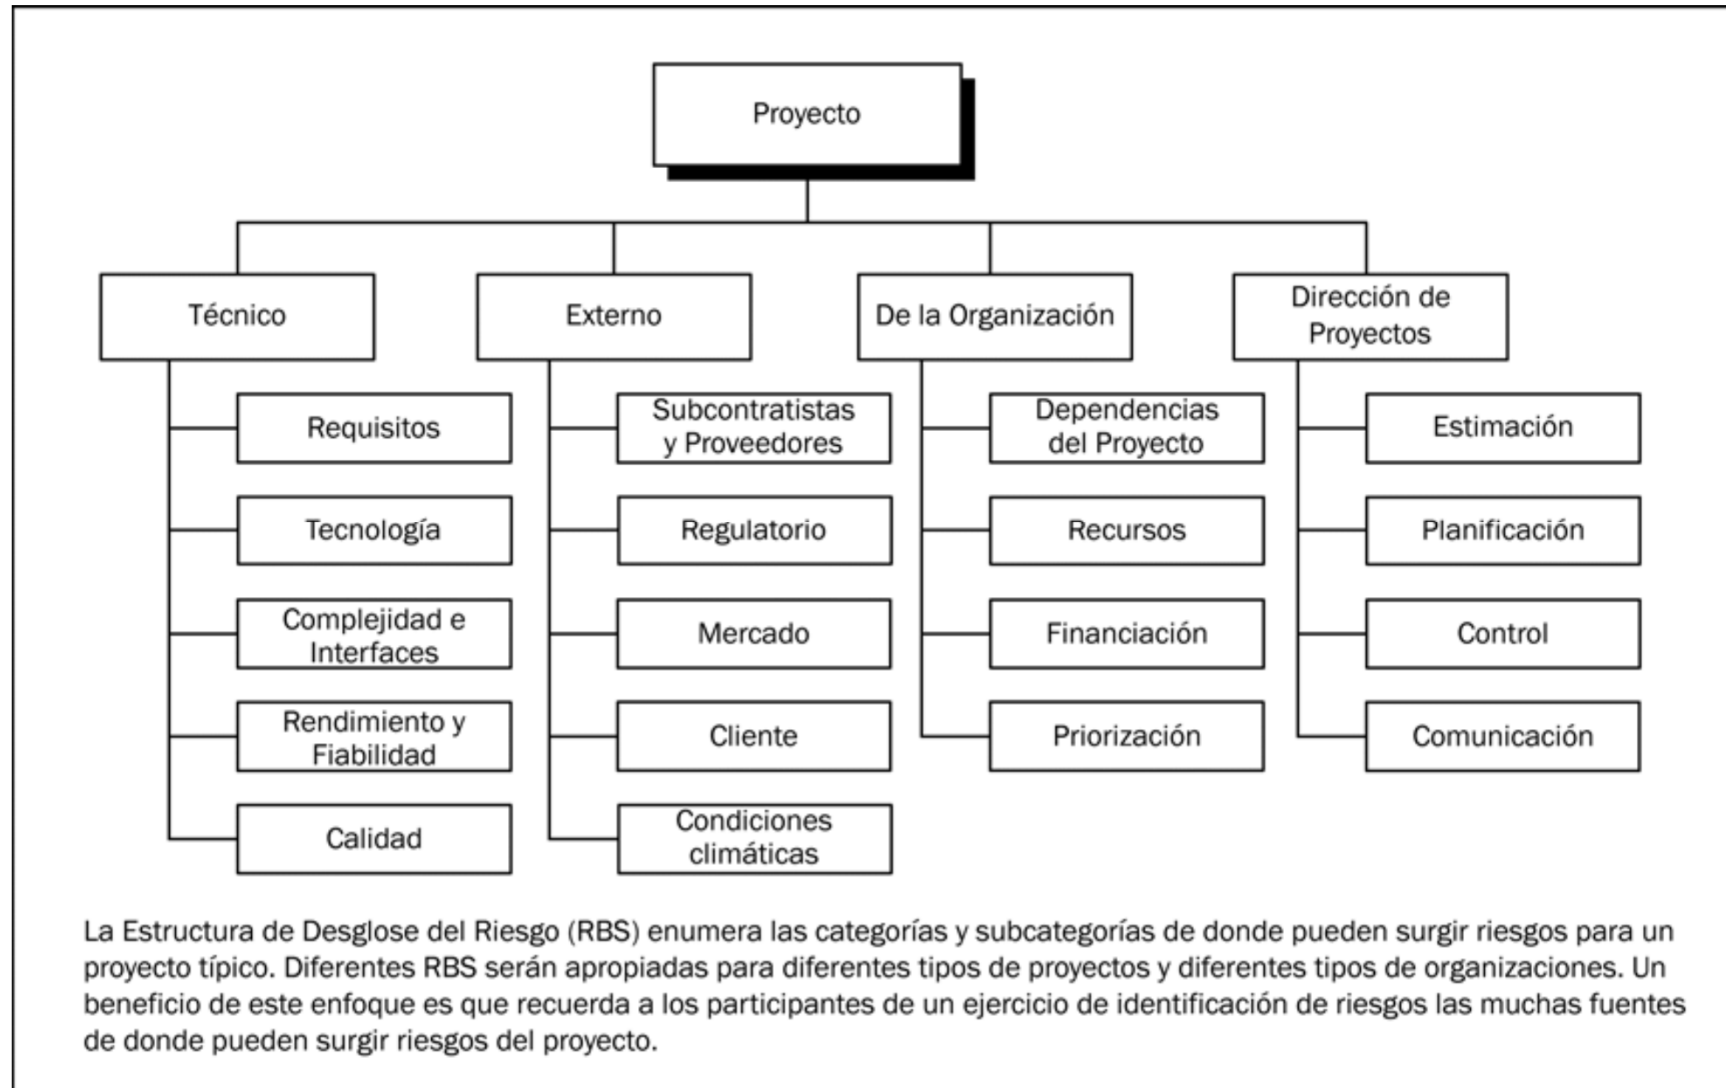 Proyecto
Técnico
Externo
De la Organización
Dirección de
Proyectos
Requisitos
Tecnología
Complejidad e
Interfaces
Rendimiento y
Fiabilidad
Calidad
Subcontratistas
y Proveedores
Regulatorio
Mercado
Cliente
Condiciones
climáticas
Dependencias
del Proyecto
Recursos
Financiación
Priorización
Estimación
Planificación
Control
Comunicación
La Estructura de Desglose del Riesgo (RBS) enumera las categorías y subcategorías de donde pueden surgir riesgos para un
proyecto típico. Diferentes RBS serán apropiadas para diferentes tipos de proyectos y diferentes tipos de organizaciones. Un
beneficio de este enfoque es que recuerda a los participantes de un ejercicio de identificación de riesgos las muchas fuentes
de donde pueden surgir riesgos del proyecto.